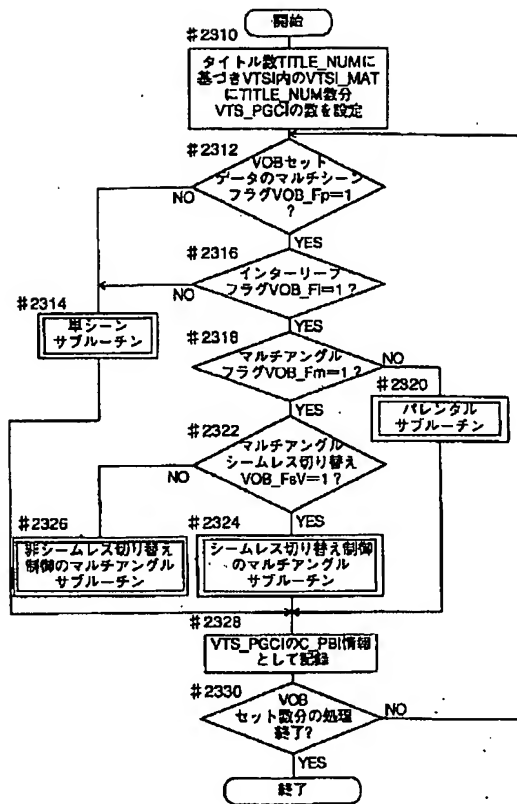 開始
#2310
タイトル数TITLE_NUMに
基づきVTSI内のVTSI_MAT
にTITLE_NUM数分
VTS_PGCIの数を設定
#2312
VOBセット
データのマルチシーン
フラグVOB_Fp=1
?
NO
YES
#2316
インターリーブ
フラグVOB_Fi=1?
NO
YES
#2314
単シーン
サブルーチン
#2318
マルチアングル
フラグVOB_Fm=1?
NO
YES
#2320
パレンタル
サブルーチン
#2322
マルチアングル
シームレス切り替え
VOB_FsV=1?
NO
YES
#2326
非シームレス切り替え
制御のマルチアングル
サブルーチン
#2324
シームレス切り替え制御
のマルチアングル
サブルーチン
#2328
VTS_PGCIのC_PBI情報
として記録
#2330
VOB
セット数分の処理
終了?
NO
YES
終了